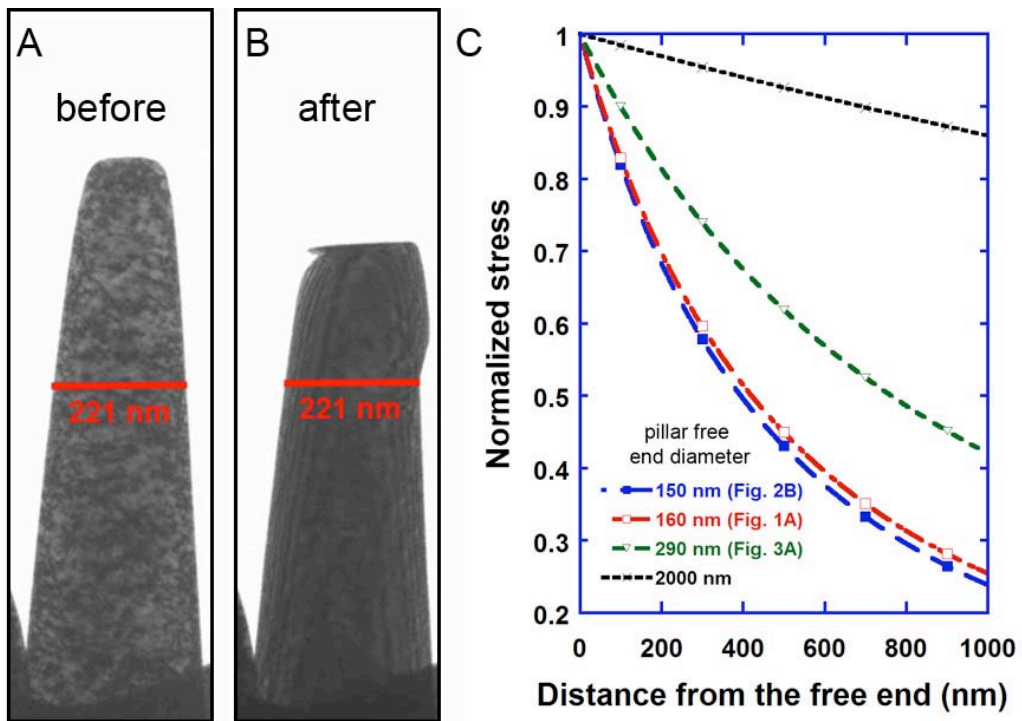 A
before
221 nm
B
after
221 nm
C
Normalized stress
1
0.9
0.8
0.7
0.6
0.5
0.4
0.3
0.2
pillar free
end diameter
150 nm (Fig. 2B)
160 nm (Fig. 1A)
290 nm (Fig. 3A)
2000 nm
0 200 400 600 800 1000
Distance from the free end (nm)